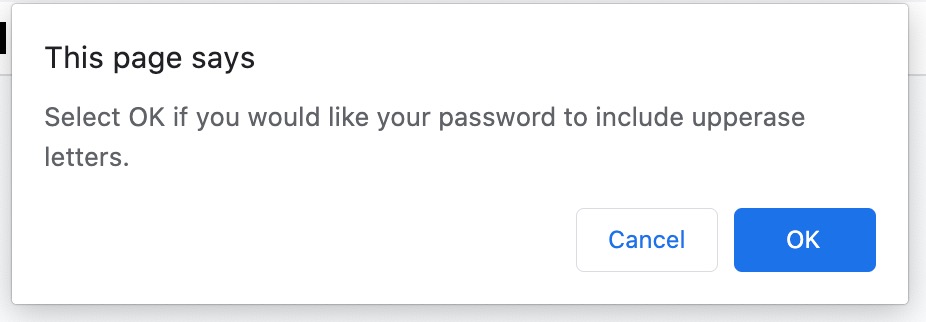 This page says
Select OK if you would like your password to include upperase
letters.
Cancel
OK